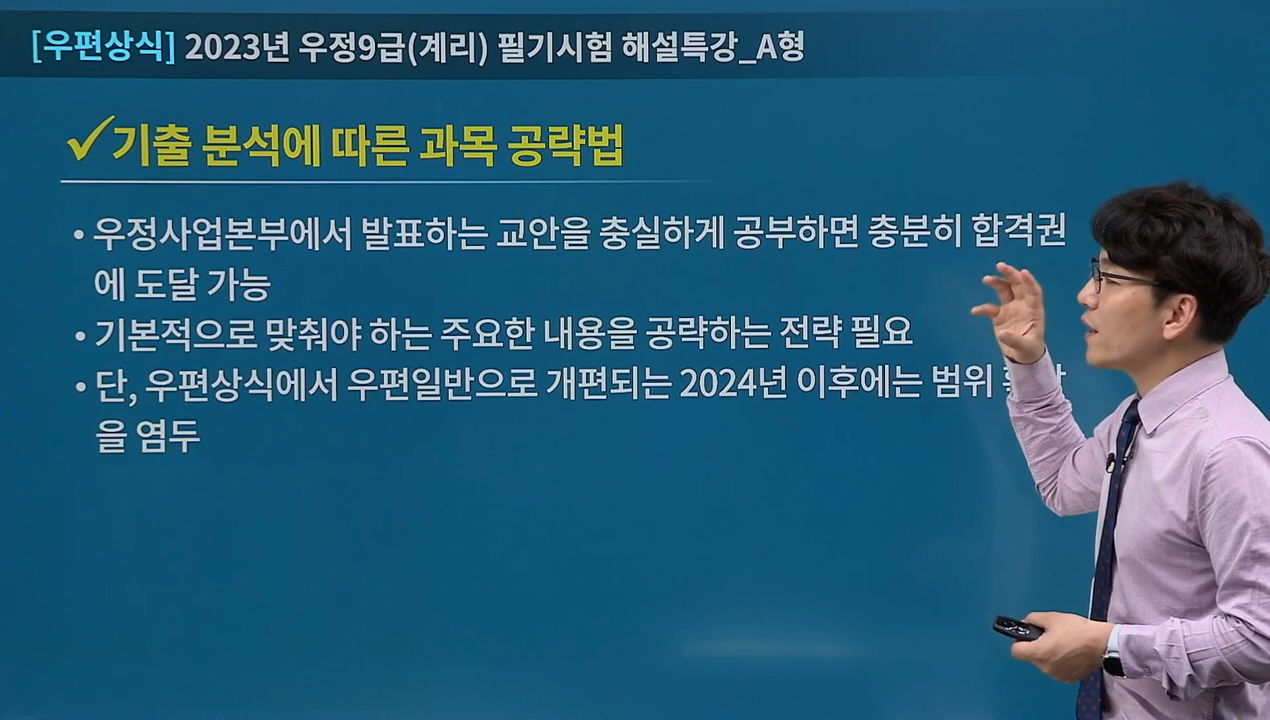 [우편상식] 2023년 우정9급(계리) 필기시험 해설특강_A형
✓기출 분석에 따른 과목 공략법
• 우정사업본부에서 발표하는 교안을 충실하게 공부하면 충분히 합격권
에 도달 가능
• 기본적으로 맞춰야 하는 주요한 내용을 공략하는 전략 필요
• 단, 우편상식에서 우편일반으로 개편되는 2024년 이후에는 범위
을 염두